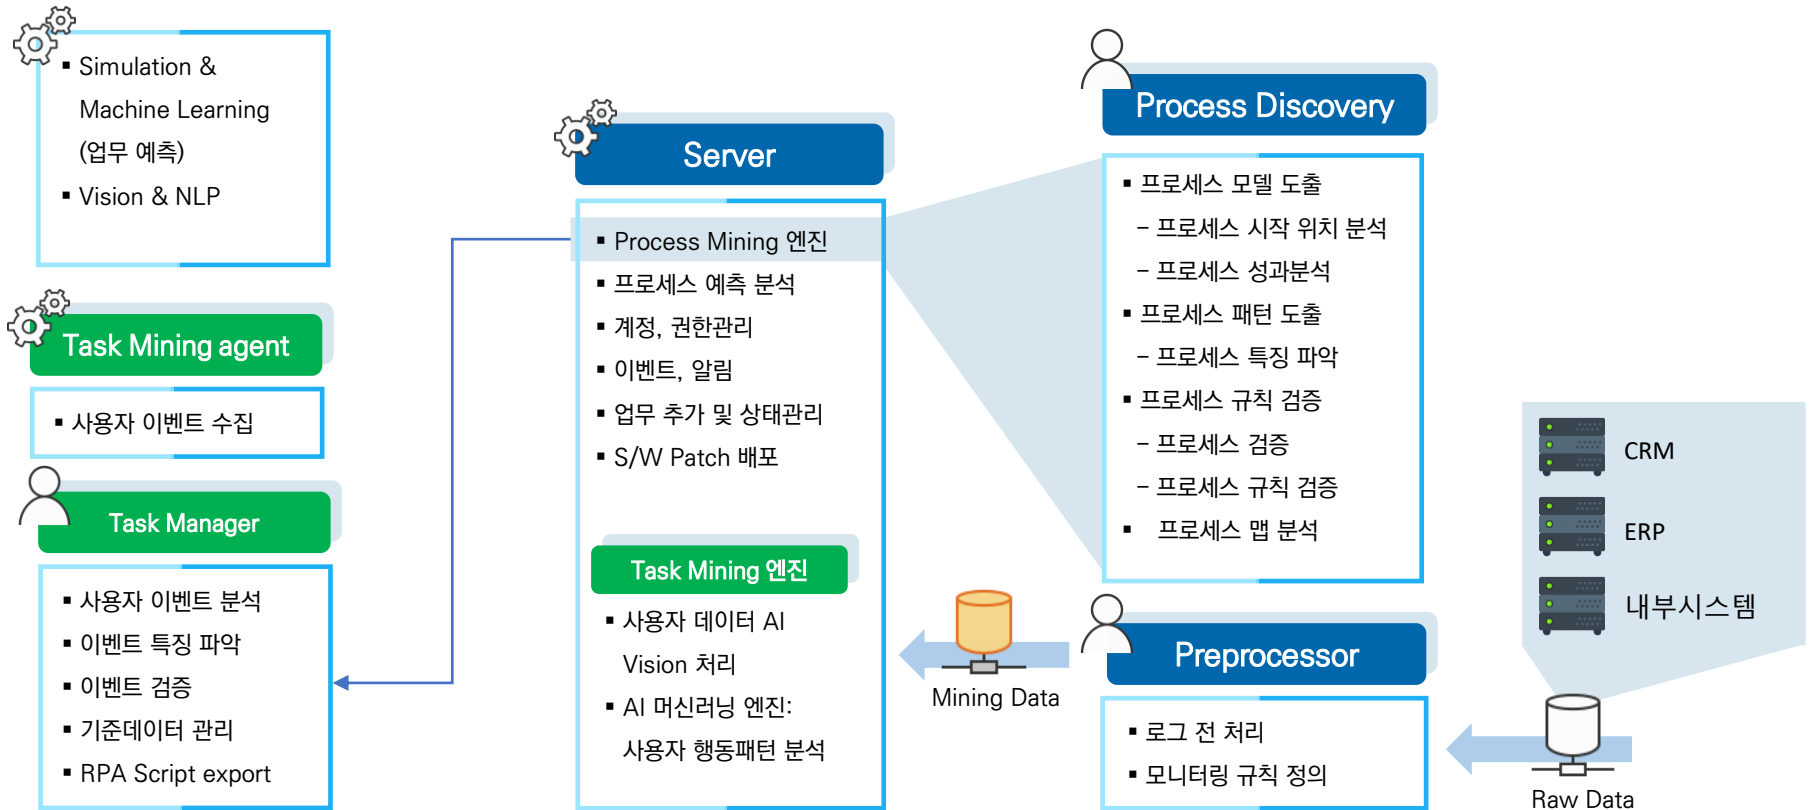 ▪ Simulation &
Machine Learning
(업무 예측)
▪ Vision & NLP
Task Mining agent
▪ 사용자 이벤트 수집
Task Manager
▪ 사용자 이벤트 분석
▪ 이벤트 특징 파악
▪ 이벤트 검증
▪ 기준데이터 관리
▪ RPA Script export
Server
▪ Process Mining 엔진
▪ 프로세스 예측 분석
▪ 계정, 권한관리
▪ 이벤트, 알림
▪ 업무 추가 및 상태관리
▪ S/W Patch 배포
Task Mining 엔진
▪ 사용자 데이터 AI
Vision 처리
▪ AI 머신러닝 엔진:
사용자 행동패턴 분석
Mining Data
Process Discovery
▪ 프로세스 모델 도출
– 프로세스 시작 위치 분석
– 프로세스 성과분석
▪ 프로세스 패턴 도출
– 프로세스 특징 파악
▪ 프로세스 규칙 검증
– 프로세스 검증
– 프로세스 규칙 검증
▪ 프로세스 맵 분석
Preprocessor
▪ 로그 전 처리
▪ 모니터링 규칙 정의
CRM
ERP
내부시스템
Raw Data